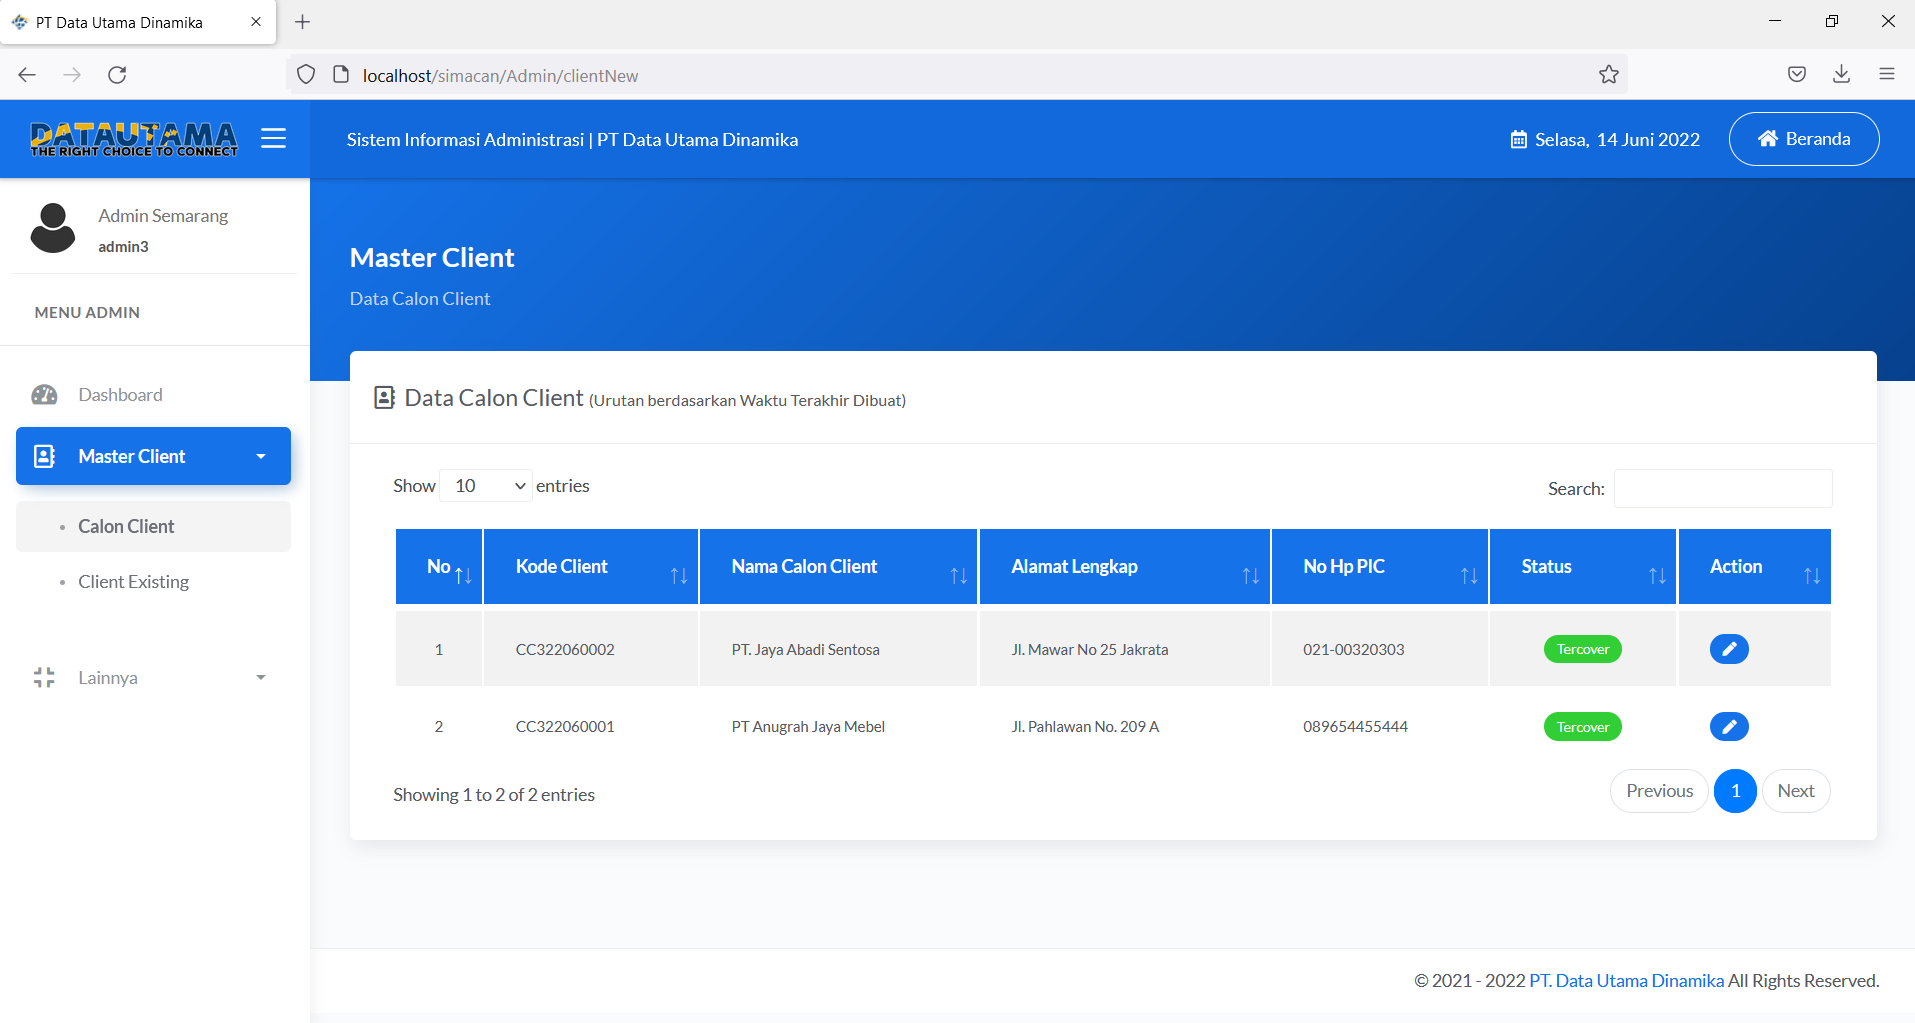 PT Data Utama Dinamika
localhost/simacan/Admin/clientNew
DATAUTAMA
THE RIGHT CHOICE TO CONNECT
Sistem Informasi Administrasi | PT Data Utama Dinamika
Selasa, 14 Juni 2022
Beranda
Admin Semarang
admin3
MENU ADMIN
Dashboard
Master Client
Calon Client
Client Existing
Lainnya
Master Client
Data Calon Client
Data Calon Client (Urutan berdasarkan Waktu Terakhir Dibuat)
Show 10 entries
Search:
No Kode Client Nama Calon Client Alamat Lengkap No Hp PIC Status Action
1 CC322060002 PT. Jaya Abadi Sentosa Jl. Mawar No 25 Jakrata 021-00320303 Tercover
2 CC322060001 PT Anugrah Jaya Mebel Jl. Pahlawan No. 209 A 089654455444 Tercover
Showing 1 to 2 of 2 entries
Previous 1 Next
© 2021 - 2022 PT. Data Utama Dinamika All Rights Reserved.